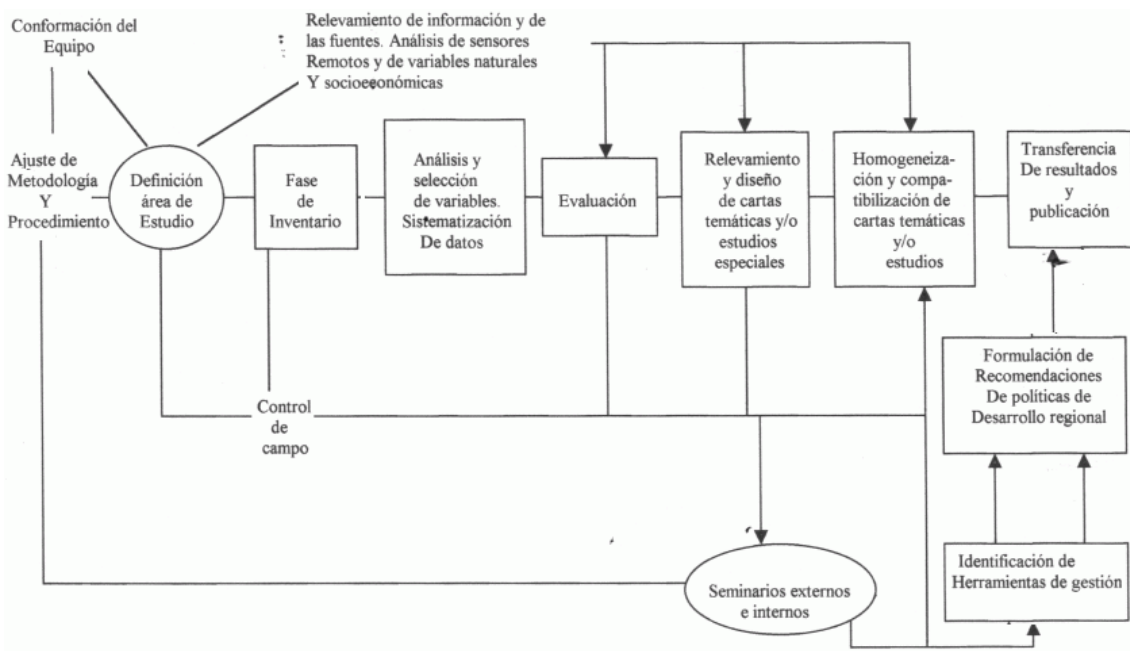 Conformación del
Equipo
Relevamiento de información y de
las fuentes. Análisis de sensores
Remotos y de variables naturales
Y socioeconómicas
Ajuste de
Metodología
Y
Procedimiento
Definición
área de
Estudio
Fase
de
Inventario
Análisis y
selección
de variables.
Sistematización
De datos
Evaluación
Relevamiento
y diseño
de cartas
temáticas y/o
estudios
especiales
Homogeneiza-
ción y compa-
tibilización de
cartas temáticas
y/o
estudios
Transferencia
De resultados
y
publicación
Control
de
campo
Formulación de
Recomendaciones
De políticas de
Desarrollo regional
Seminarios externos
e internos
Identificación de
Herramientas de gestión